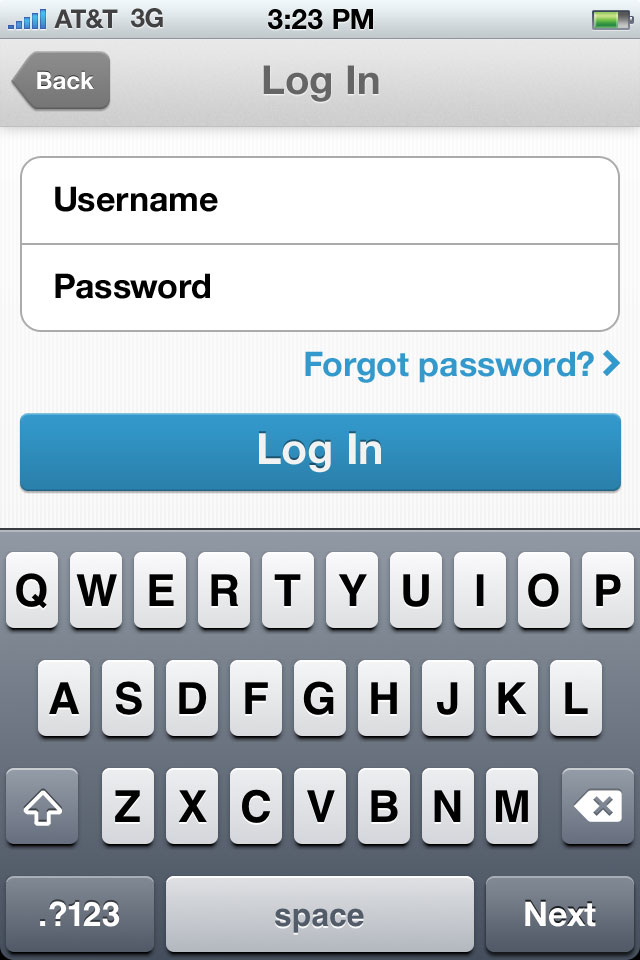 AT&T 3G 3:23 PM
Back Log In
Username
Password
Forgot password?
Log In
Q W E R T Y U I O P
A S D F G H J K L
Z X C V B N M
.?123 space Next